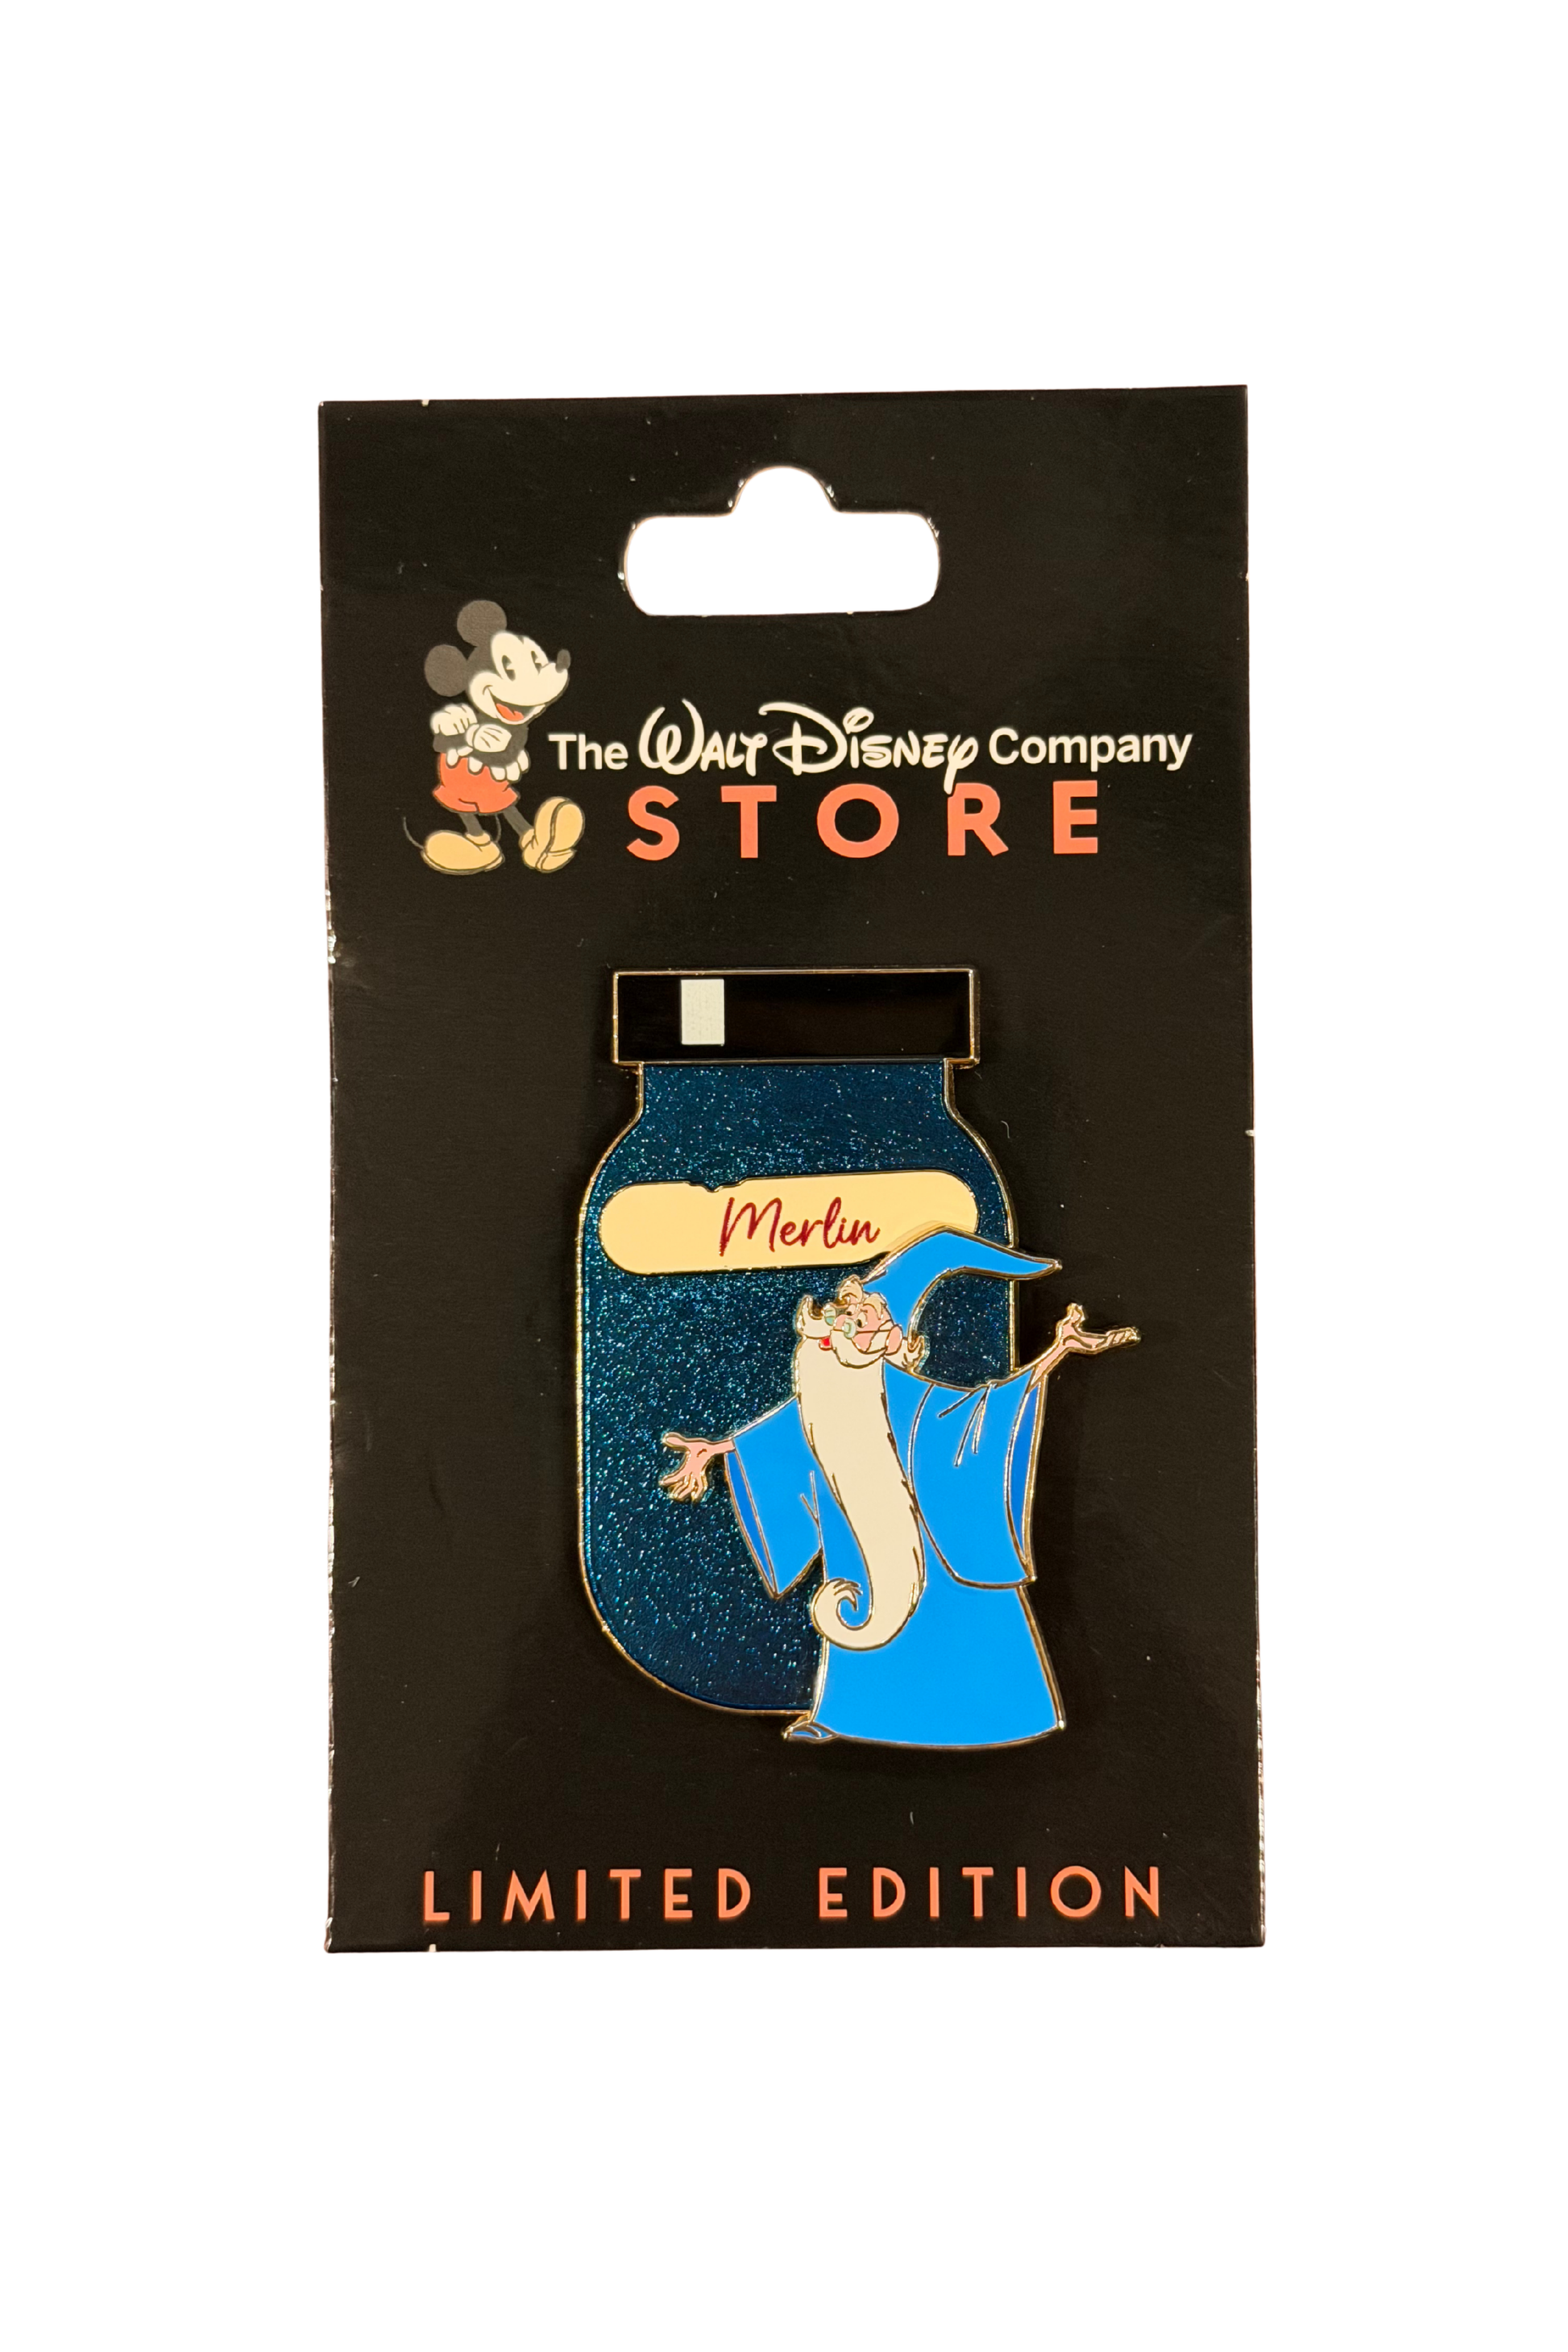 The Walt Disney Company
STORE
Merlin
LIMITED EDITION